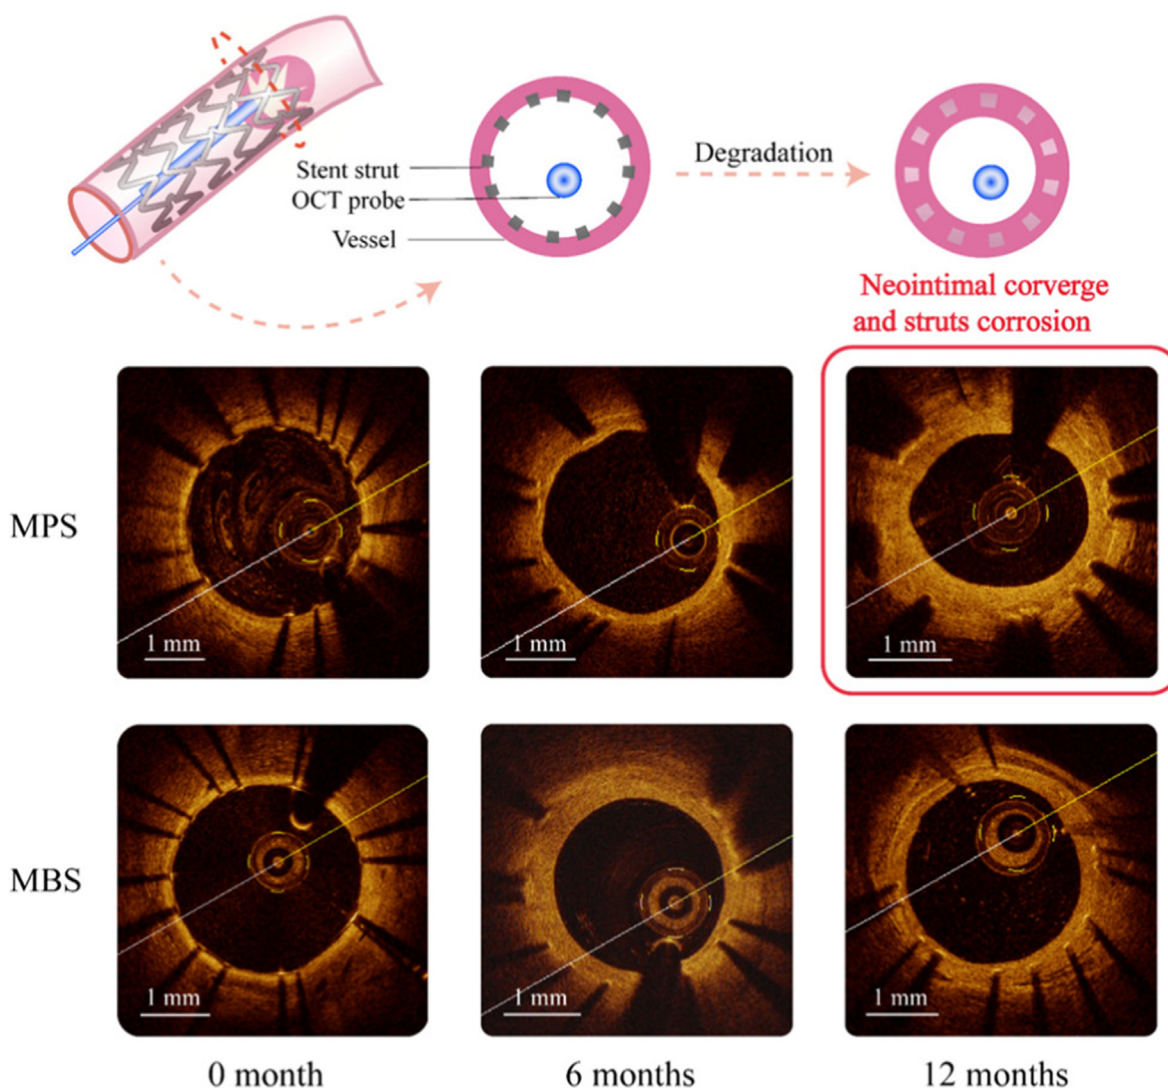 Stent strut
OCT probe
Vessel
Degradation
Neointimal corverge
and struts corrosion
MPS
1 mm
1 mm
1 mm
MBS
1 mm
1 mm
1 mm
0 month
6 months
12 months